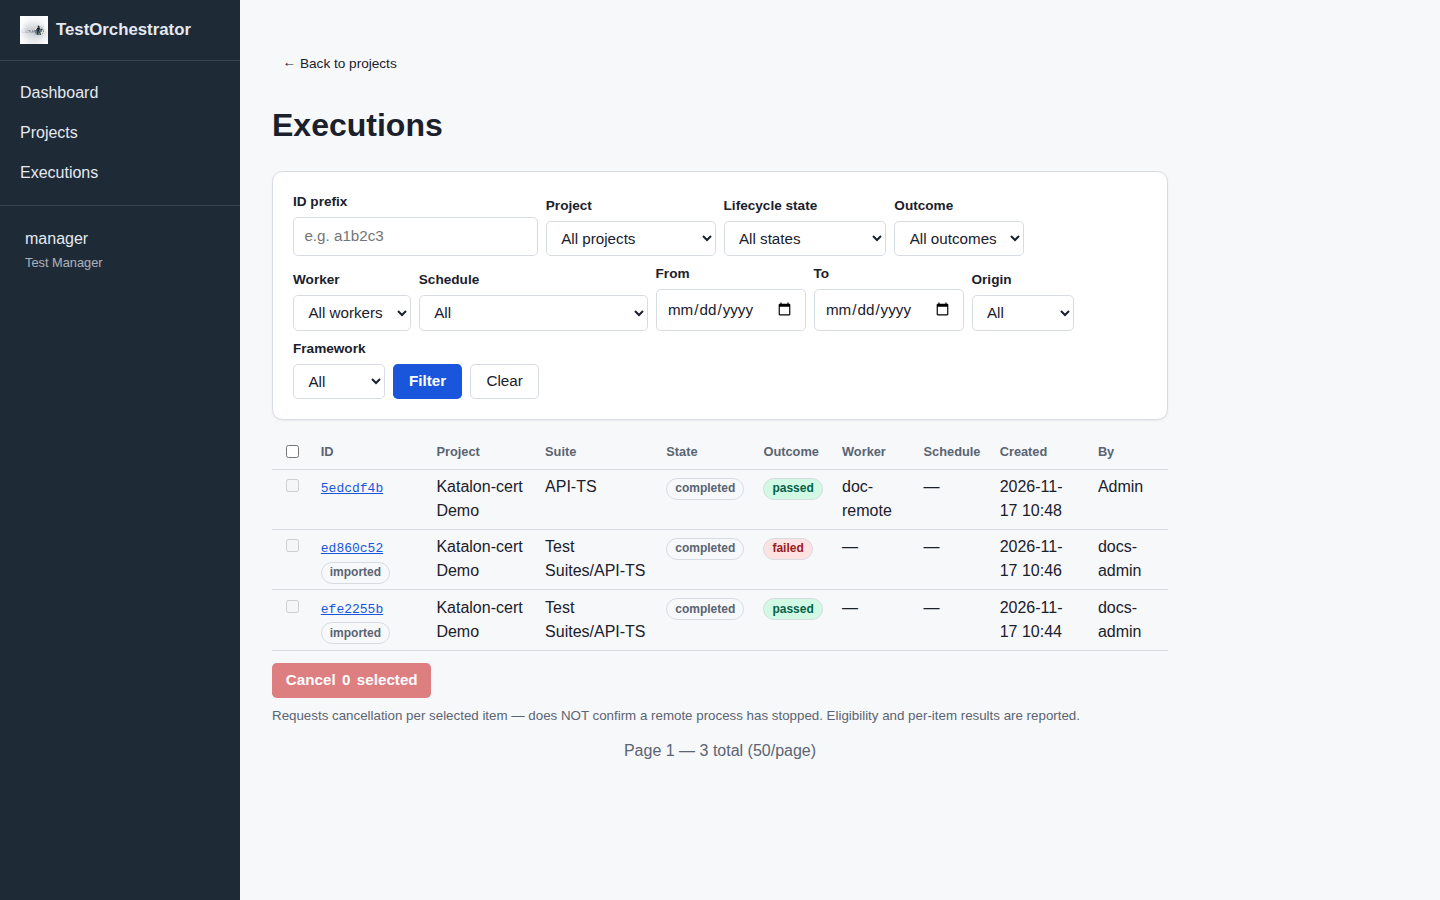 TestOrchestrator
Dashboard
Projects
Executions
manager
Test Manager
← Back to projects
Executions
ID prefix
Project
Lifecycle state
Outcome
e.g. a1b2c3
All projects
All states
All outcomes
Worker
Schedule
From
To
Origin
All workers
All
mm/dd/yyyy
mm/dd/yyyy
All
Framework
All
Filter
Clear
ID Project Suite State Outcome Worker Schedule Created By
5edcdf4b Katalon-cert API-TS completed passed doc- — 2026-11- Admin
Demo remote 17 10:48
ed860c52 Katalon-cert Test completed failed — — 2026-11- docs-
imported Demo Suites/API-TS 17 10:46 admin
efe2255b Katalon-cert Test completed passed — — 2026-11- docs-
imported Demo Suites/API-TS 17 10:44 admin
Cancel 0 selected
Requests cancellation per selected item — does NOT confirm a remote process has stopped. Eligibility and per-item results are reported.
Page 1 — 3 total (50/page)